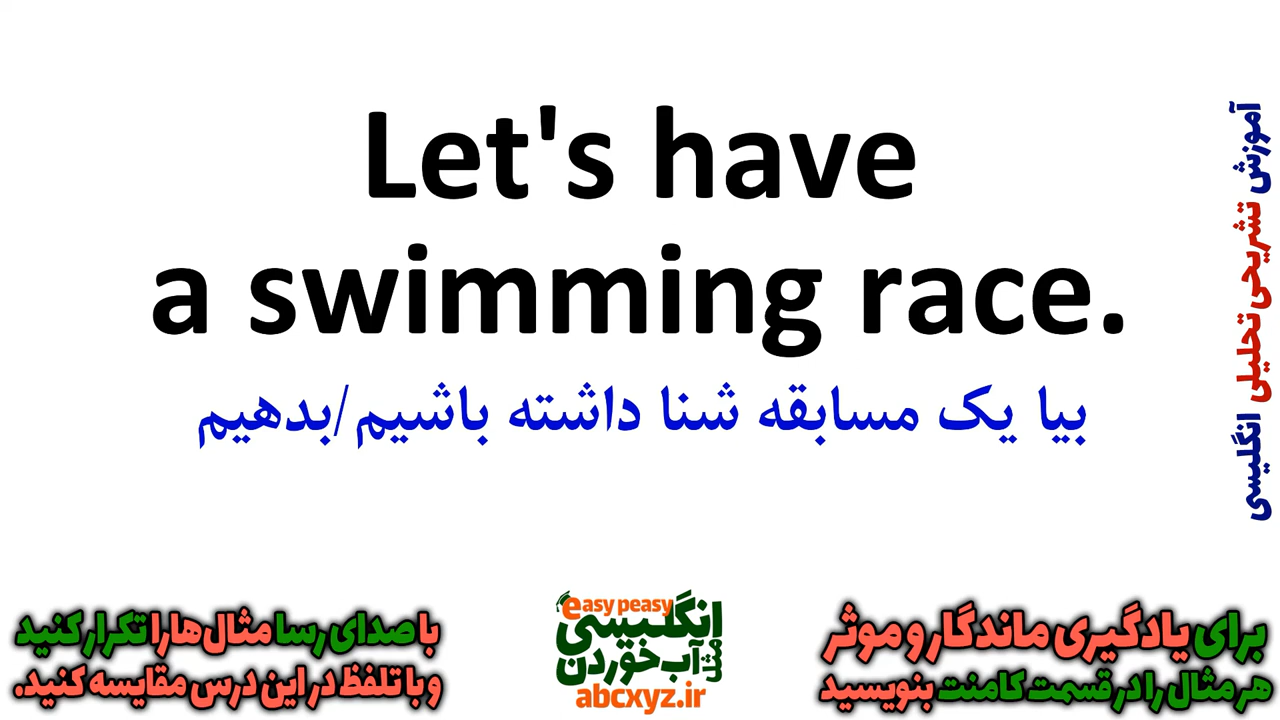 Let's have
a swimming race.
بیا یک مسابقه شنا داشته باشیم/بدهیم
آموزش تشریحی تحلیلی انگلیسی
برای یادگیری ماندگار و موثر
هر مثال را در قسمت کامنت بنویسید
easy peasy
انگلیسی
مثل آب خوردن
abcxyz.ir
با صدای رسا مثال‌ها را تکرار کنید
و با تلفظ در این درس مقایسه کنید.